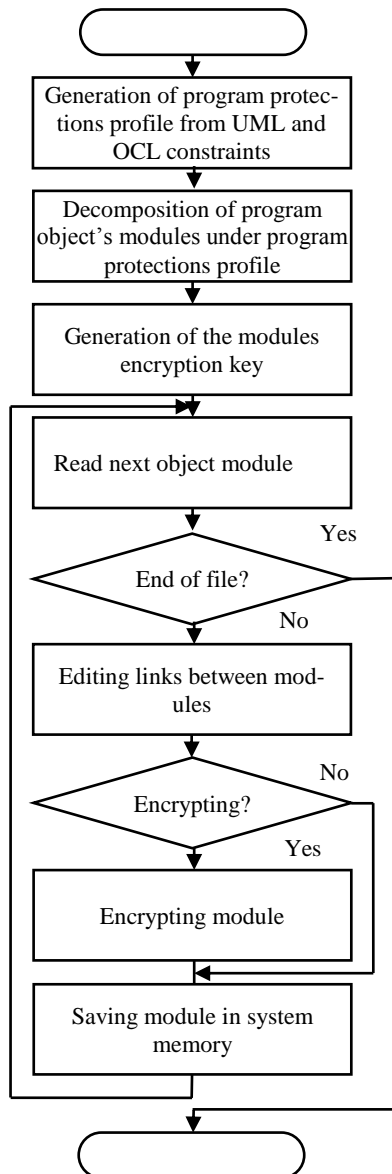 Generation of program protec-
tions profile from UML and
OCL constraints
Decomposition of program
object's modules under program
protections profile
Generation of the modules
encryption key
Read next object module
Yes
End of file?
No
Editing links between mod-
ules
No
Encrypting?
Yes
Encrypting module
Saving module in system
memory